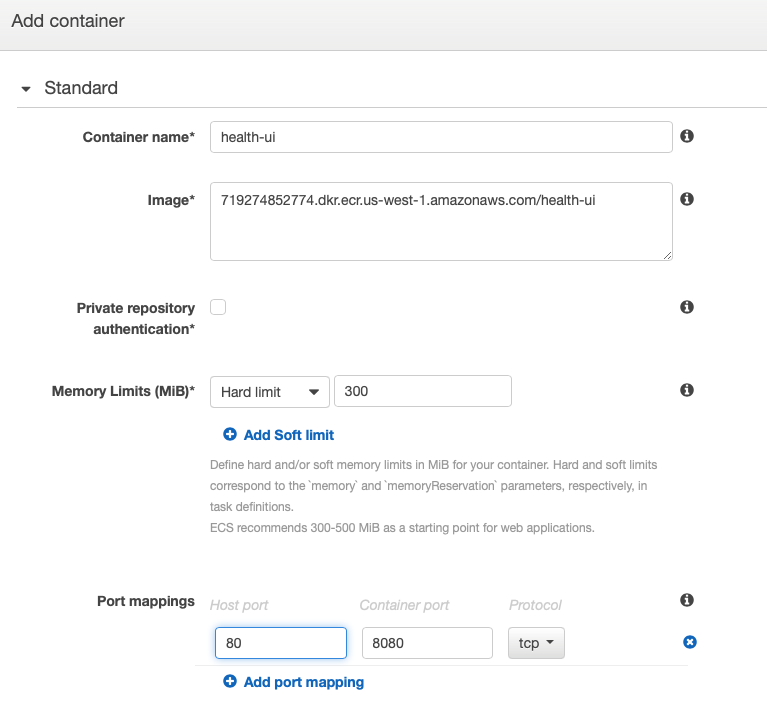 Add container
Standard
Container name*
health-ui
Image*
719274852774.dkr.ecr.us-west-1.amazonaws.com/health-ui
Private repository
authentication*
Memory Limits (MiB)*
Hard limit
300
Add Soft limit
Define hard and/or soft memory limits in MiB for your container. Hard and soft limits
correspond to the `memory` and `memoryReservation` parameters, respectively, in
task definitions.
ECS recommends 300-500 MiB as a starting point for web applications.
Port mappings
Host port
Container port
Protocol
80
8080
tcp
Add port mapping